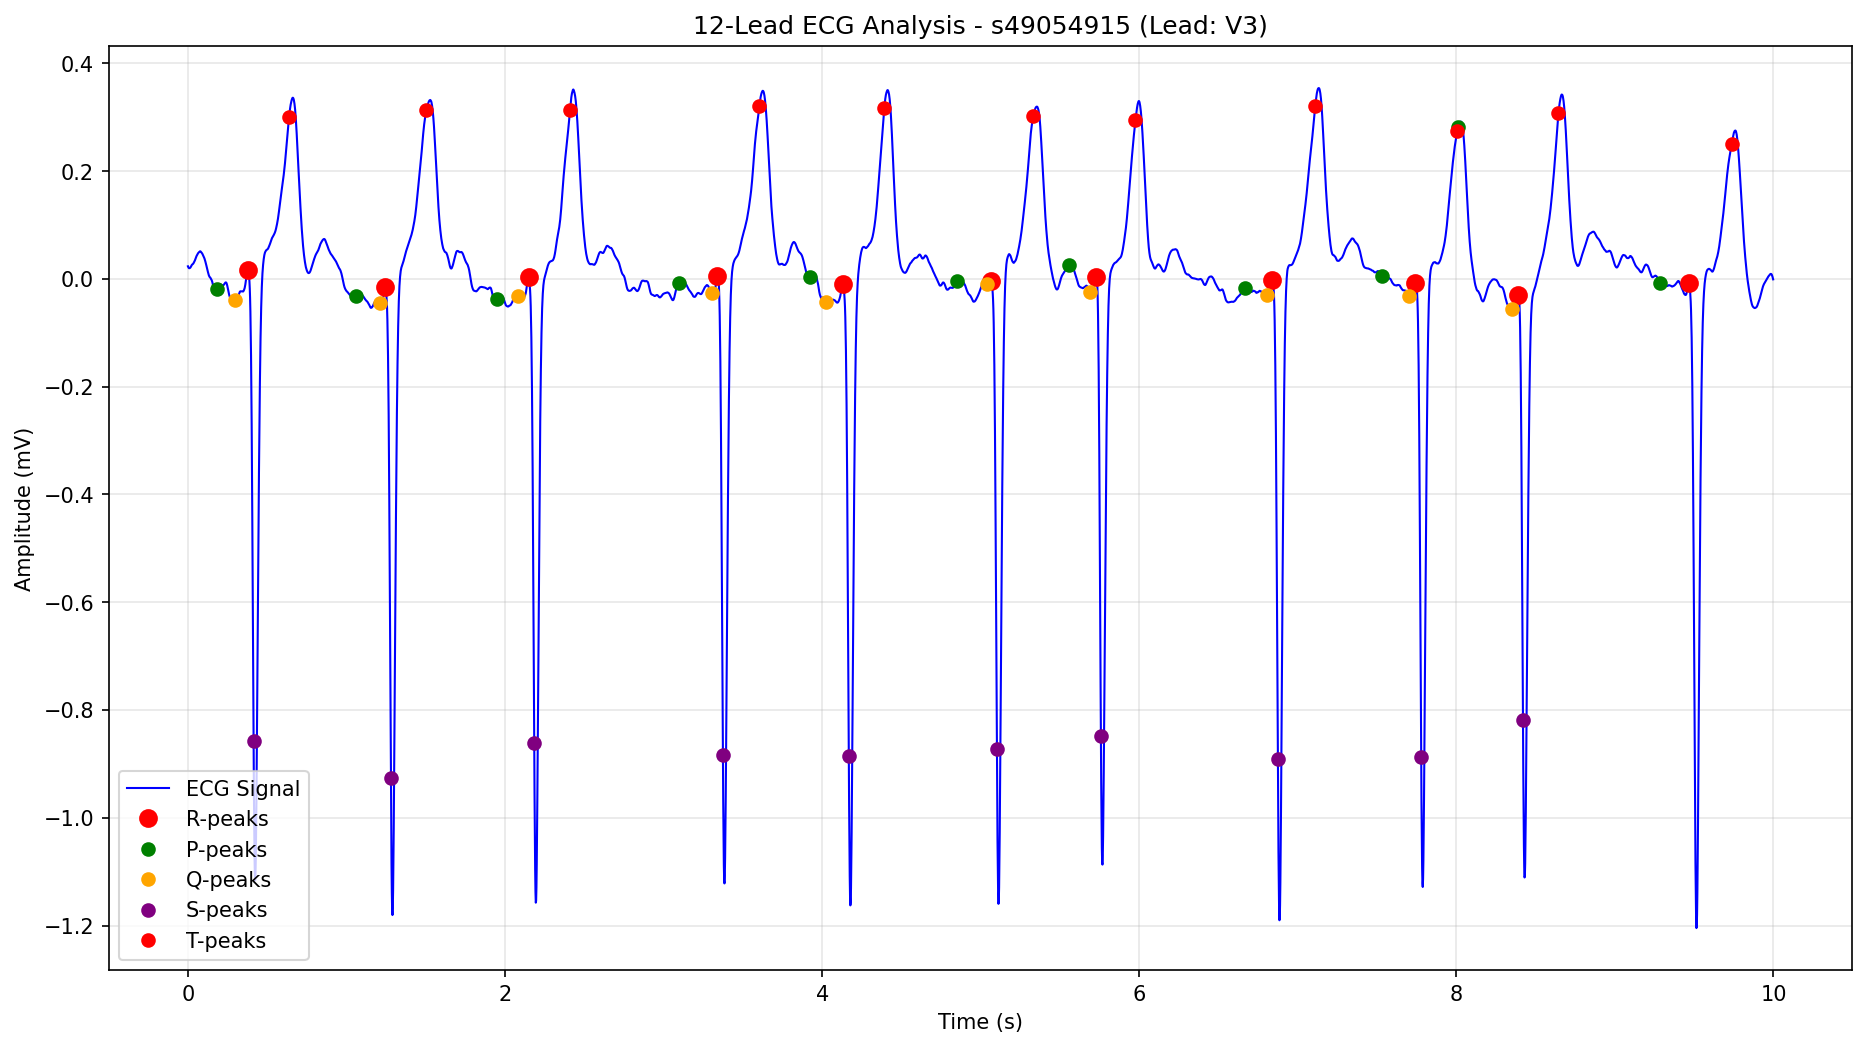 12-Lead ECG Analysis - s49054915 (Lead: V3)
Amplitude (mV)
0.4
0.2
0.0
−0.2
−0.4
−0.6
−0.8
−1.0
−1.2
ECG Signal
R-peaks
P-peaks
Q-peaks
S-peaks
T-peaks
0 2 4 6 8 10
Time (s)